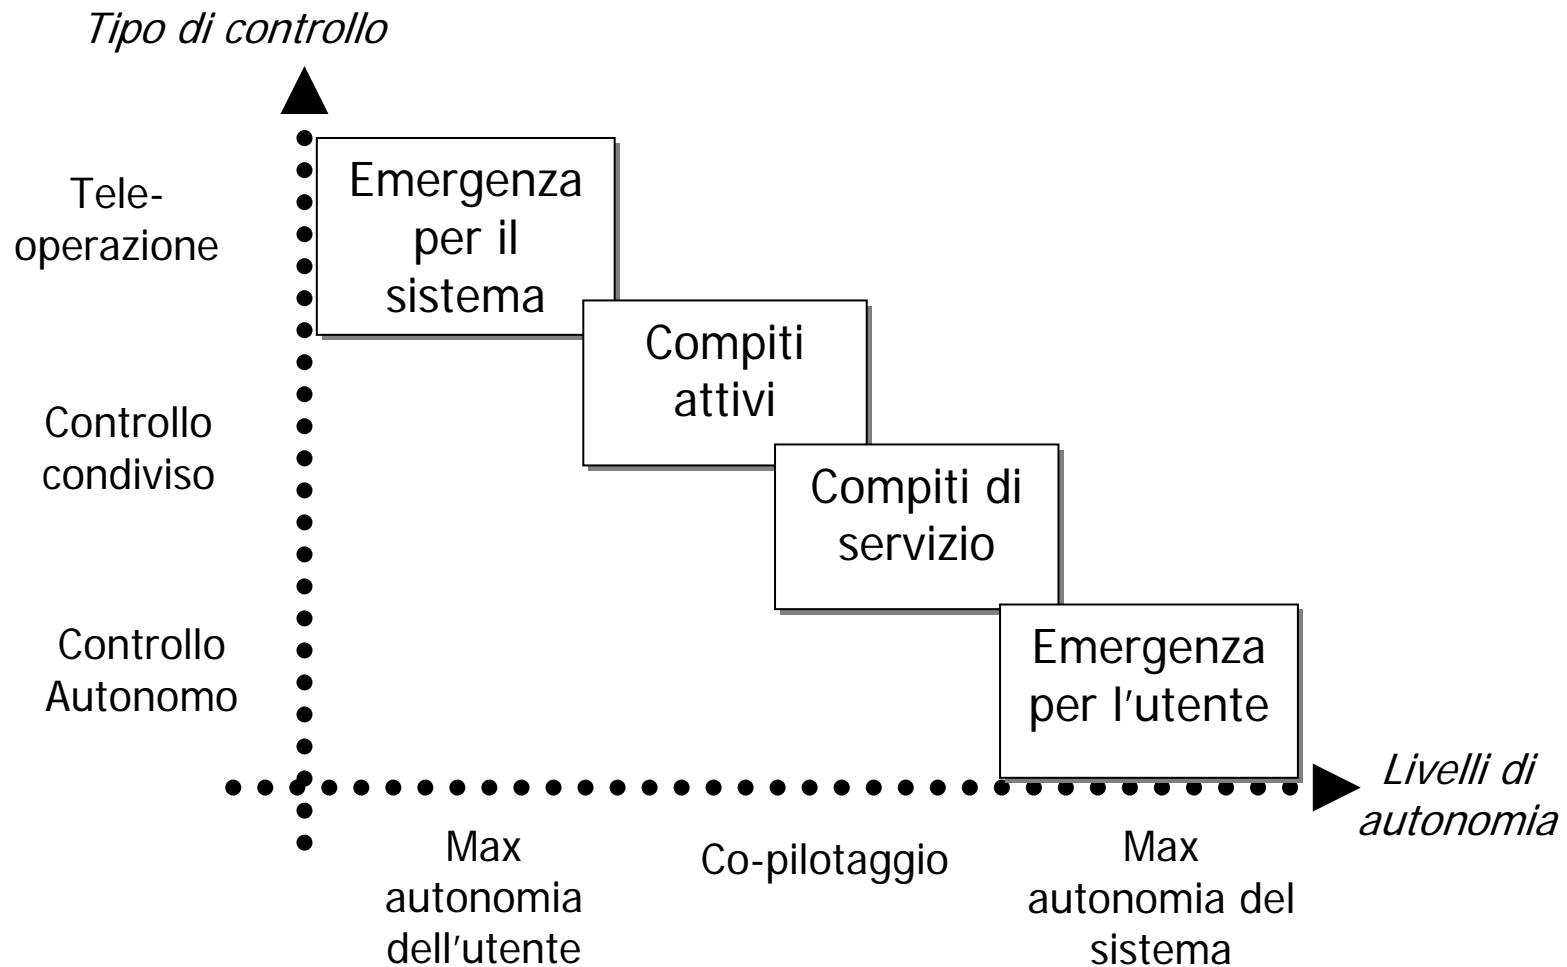 Tipo di controllo
Tele-
operazione
Emergenza
per il
sistema
Compiti
attivi
Controllo
condiviso
Compiti di
servizio
Controllo
Autonomo
Emergenza
per l'utente
Livelli di
autonomia
Max
autonomia
dell'utente
Co-pilotaggio
Max
autonomia del
sistema